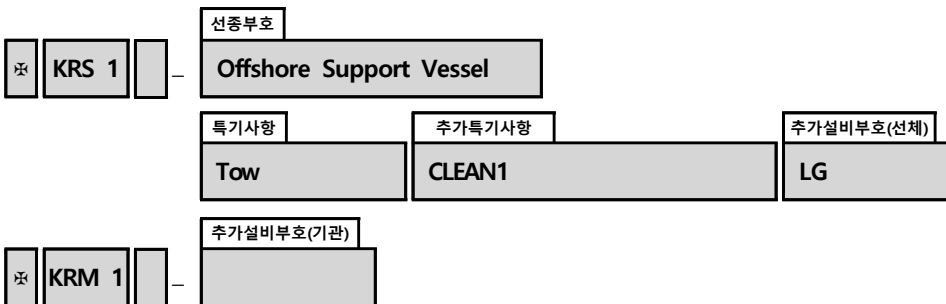 선종부호
✠ KRS 1 – Offshore Support Vessel
특기사항 추가특기사항 추가설비부호(선체)
Tow CLEAN1 LG
추가설비부호(기관)
✠ KRM 1 –